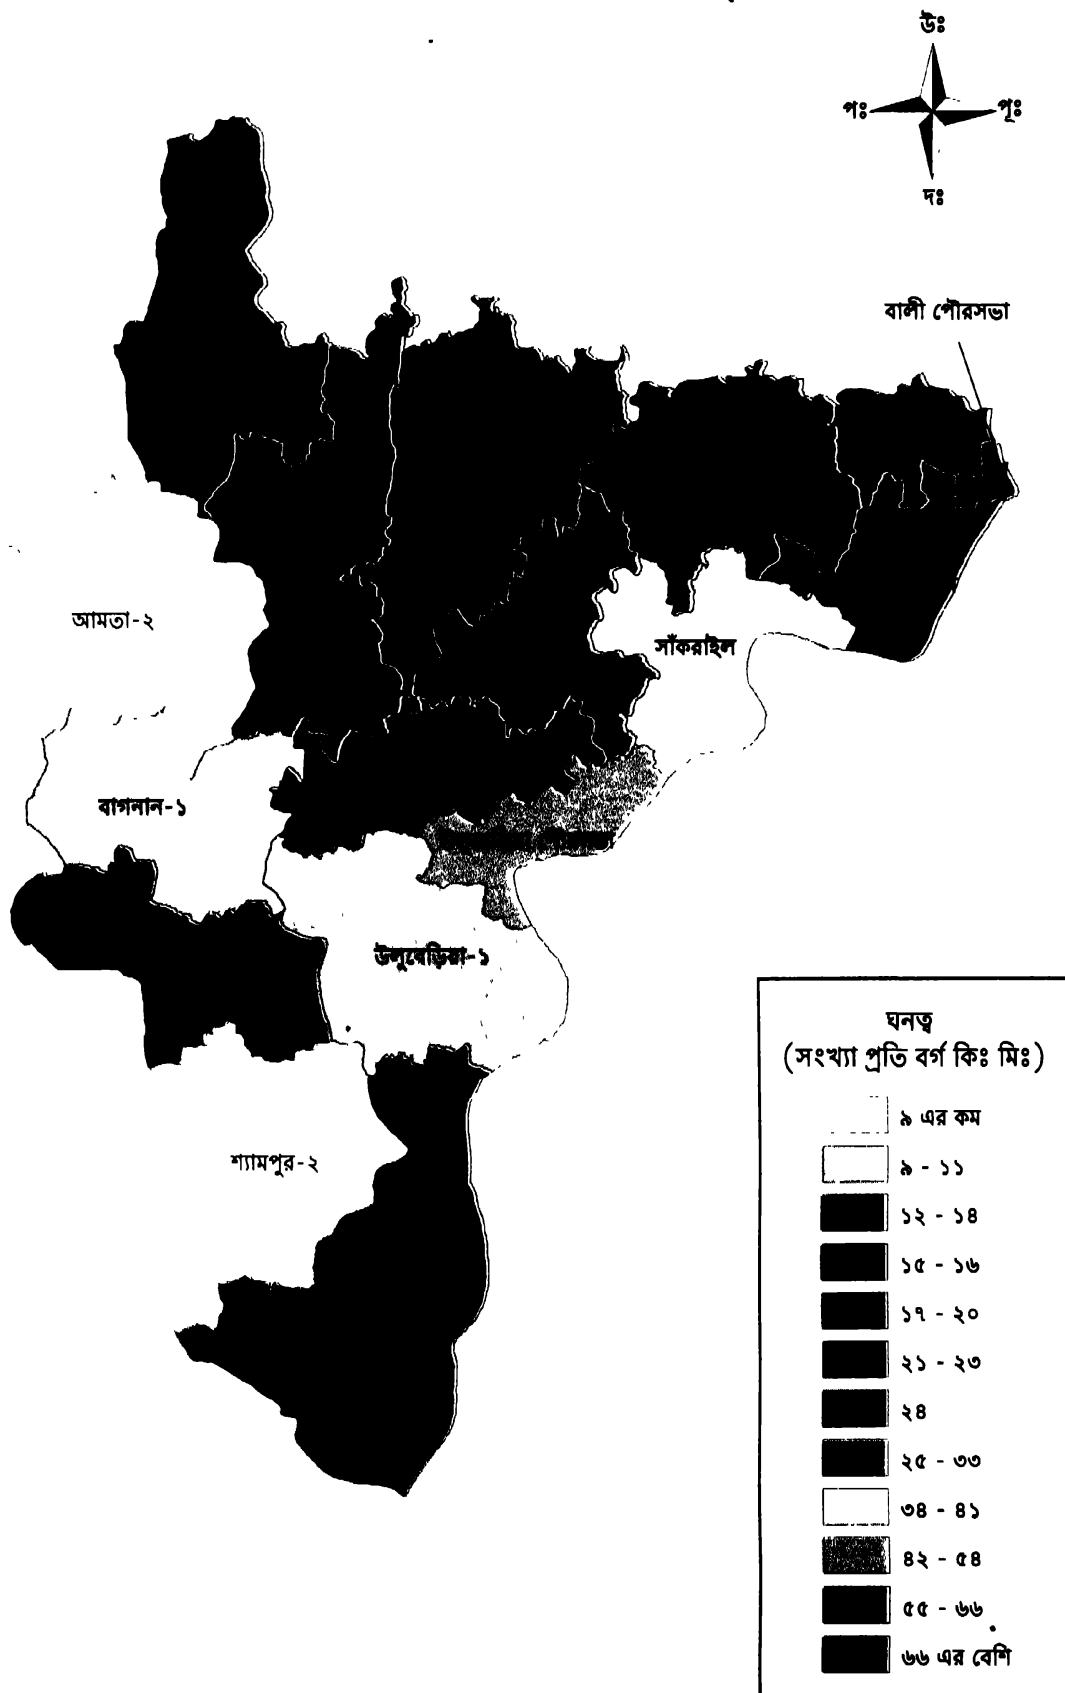 উঃ
পঃ
পূঃ
দঃ
বালী পৌরসভা
আমতা-২
সাঁকরাইল
বাগনান-১
উলুবেড়িয়া-১
শ্যামপুর-২
ঘনত্ব
(সংখ্যা প্রতি বর্গ কিঃ মিঃ)
৯ এর কম
৯ - ১১
১২ - ১৪
১৫ - ১৬
১৭ - ২০
২১ - ২৩
২৪
২৫ - ৩৩
৩৪ - ৪১
৪২ - ৫৪
৫৫ - ৬৬
৬৬ এর বেশি